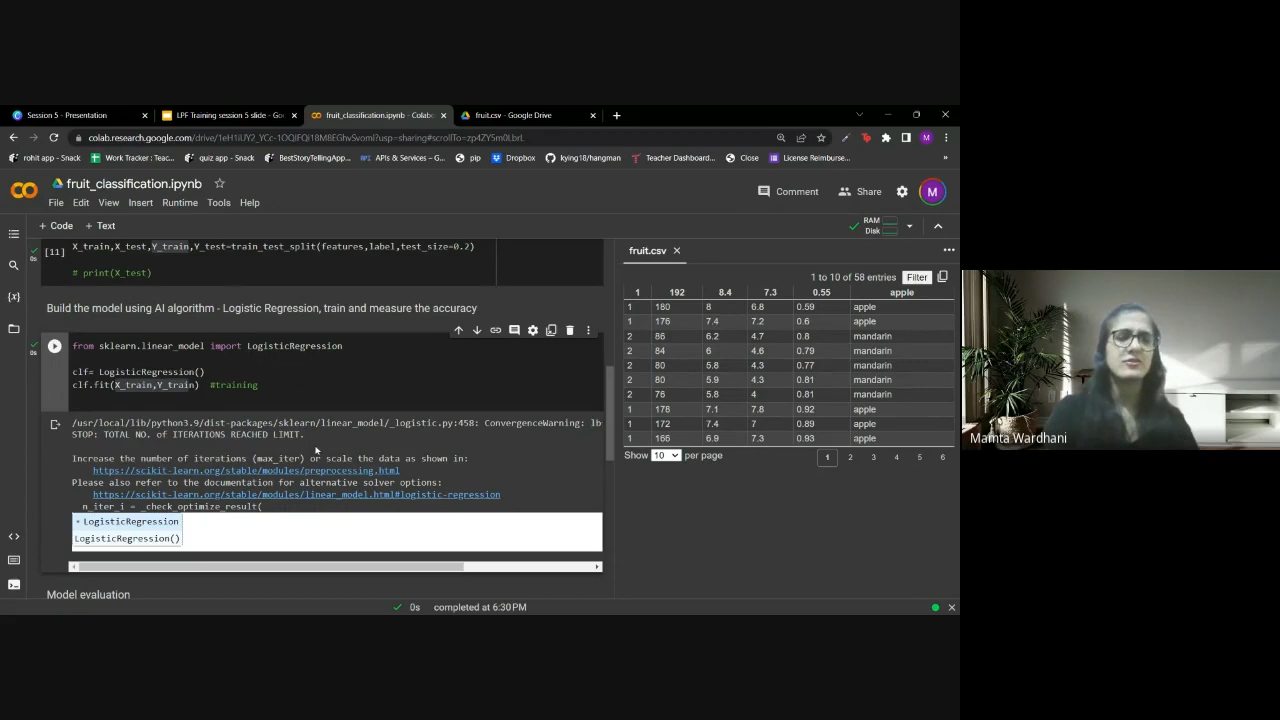 Session 5 - Presentation
LPF Training session 5 slide - Go
fruit_classification.ipynb - Colab
fruit.csv - Google Drive
rohit app - Snack
Work Tracker : Teac...
quiz app - Snack
BestStoryTellingApp...
APIs & Services – G...
pip
Dropbox
kying18/hangman
Teacher Dashboard...
Close
License Reimburse...
fruit_classification.ipynb
Comment
Share
M
File Edit View Insert Runtime Tools Help
+ Code + Text
RAM
Disk
[11]
0s
X_train,X_test,Y_train,Y_test=train_test_split(features,label,test_size=0.2)
# print(X_test)
Build the model using AI algorithm - Logistic Regression, train and measure the accuracy
0s
from sklearn.linear_model import LogisticRegression
clf= LogisticRegression()
clf.fit(X_train,Y_train) #training
/usr/local/lib/python3.9/dist-packages/sklearn/linear_model/_logistic.py:458: ConvergenceWarning: lb
STOP: TOTAL NO. of ITERATIONS REACHED LIMIT.
Increase the number of iterations (max_iter) or scale the data as shown in:
https://scikit-learn.org/stable/modules/preprocessing.html
Please also refer to the documentation for alternative solver options:
https://scikit-learn.org/stable/modules/linear_model.html#logistic-regression
n_iter_i = _check_optimize_result(
LogisticRegression
LogisticRegression()
Model evaluation
fruit.csv
1 to 10 of 58 entries Filter
1 192 8.4 7.3 0.55 apple
1 180 8 6.8 0.59 apple
1 176 7.4 7.2 0.6 apple
2 86 6.2 4.7 0.8 mandarin
2 84 6 4.6 0.79 mandarin
2 80 5.8 4.3 0.77 mandarin
2 80 5.9 4.3 0.81 mandarin
2 76 5.8 4 0.81 mandarin
1 178 7.1 7.8 0.92 apple
1 172 7.4 7 0.89 apple
1 166 6.9 7.3 0.93 apple
Show 10 per page
1 2 3 4 5 6
0s completed at 6:30 PM
Mamta Wardhani